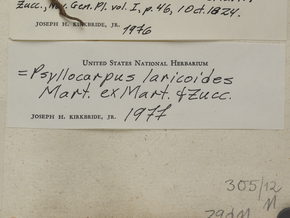 Zucc., Nov. Gen. Pl. vol. I, p. 46, 1 Oct. 1824.
JOSEPH H. KIRKBRIDE, JR. 1976
UNITED STATES NATIONAL HERBARIUM
=Psyllocarpus laricoides
Mart. ex Mart. & Zucc.
JOSEPH H. KIRKBRIDE, JR. 1977
305/12
M